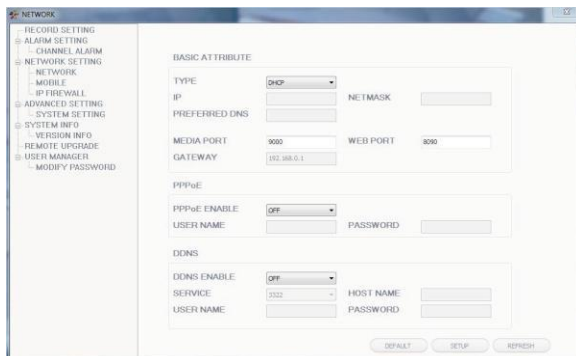 NETWORK
RECORD SETTING
ALARM SETTING
CHANNEL ALARM
NETWORK SETTING
NETWORK
MOBILE
IP FIREWALL
ADVANCED SETTING
SYSTEM SETTING
SYSTEM INFO
VERSION INFO
REMOTE UPGRADE
USER MANAGER
MODIFY PASSWORD
BASIC ATTRIBUTE
TYPE DHCP
IP NETMASK
PREFERRED DNS
MEDIA PORT 9000 WEB PORT 8090
GATEWAY 192.168.0.1
PPPoE
PPPoE ENABLE OFF
USER NAME PASSWORD
DDNS
DDNS ENABLE OFF
SERVICE 3322 HOST NAME
USER NAME PASSWORD
DEFAULT SETUP REFRESH